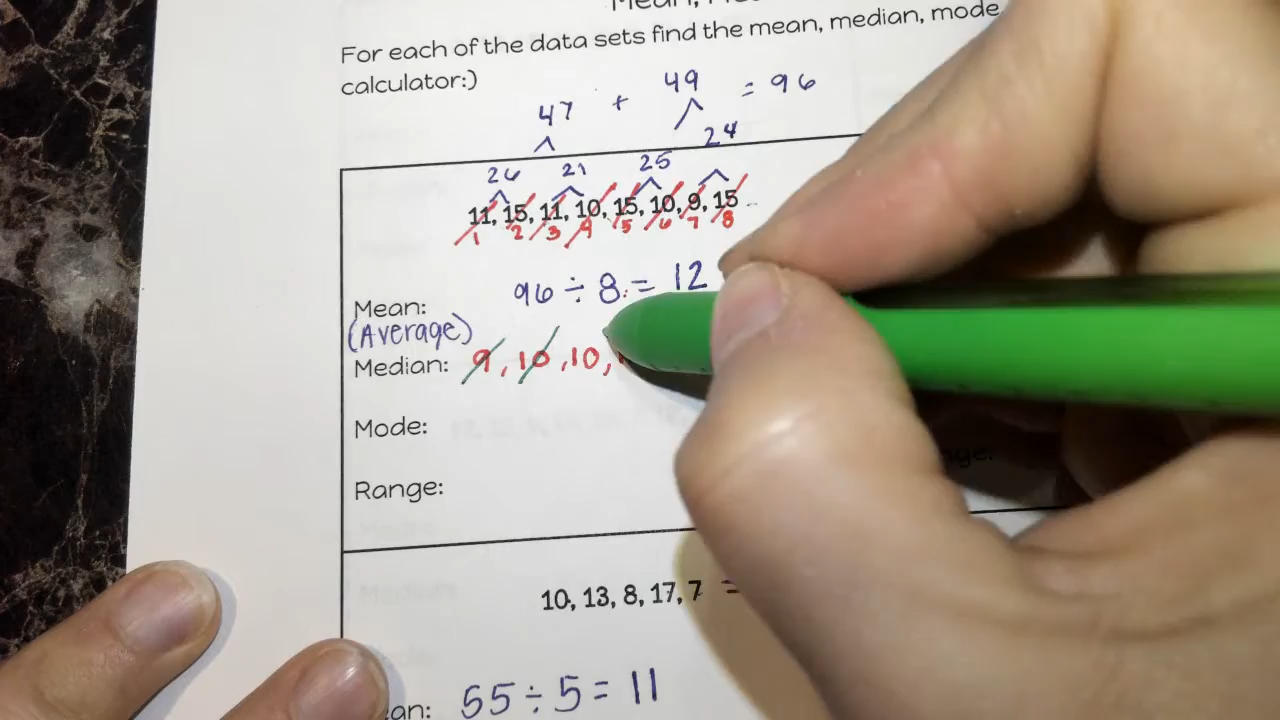 For each of the data sets find the mean, median, mode
calculator:)
47 + 49 = 96
24
26 21 25
11, 15, 11, 10, 15, 10, 9, 15
1 2 3 4 5 6 7 8
96 ÷ 8 = 12
Mean:
(Average)
Median: 9, 10, 10,
Mode:
Range:
10, 13, 8, 17, 7 =
55 ÷ 5 = 11